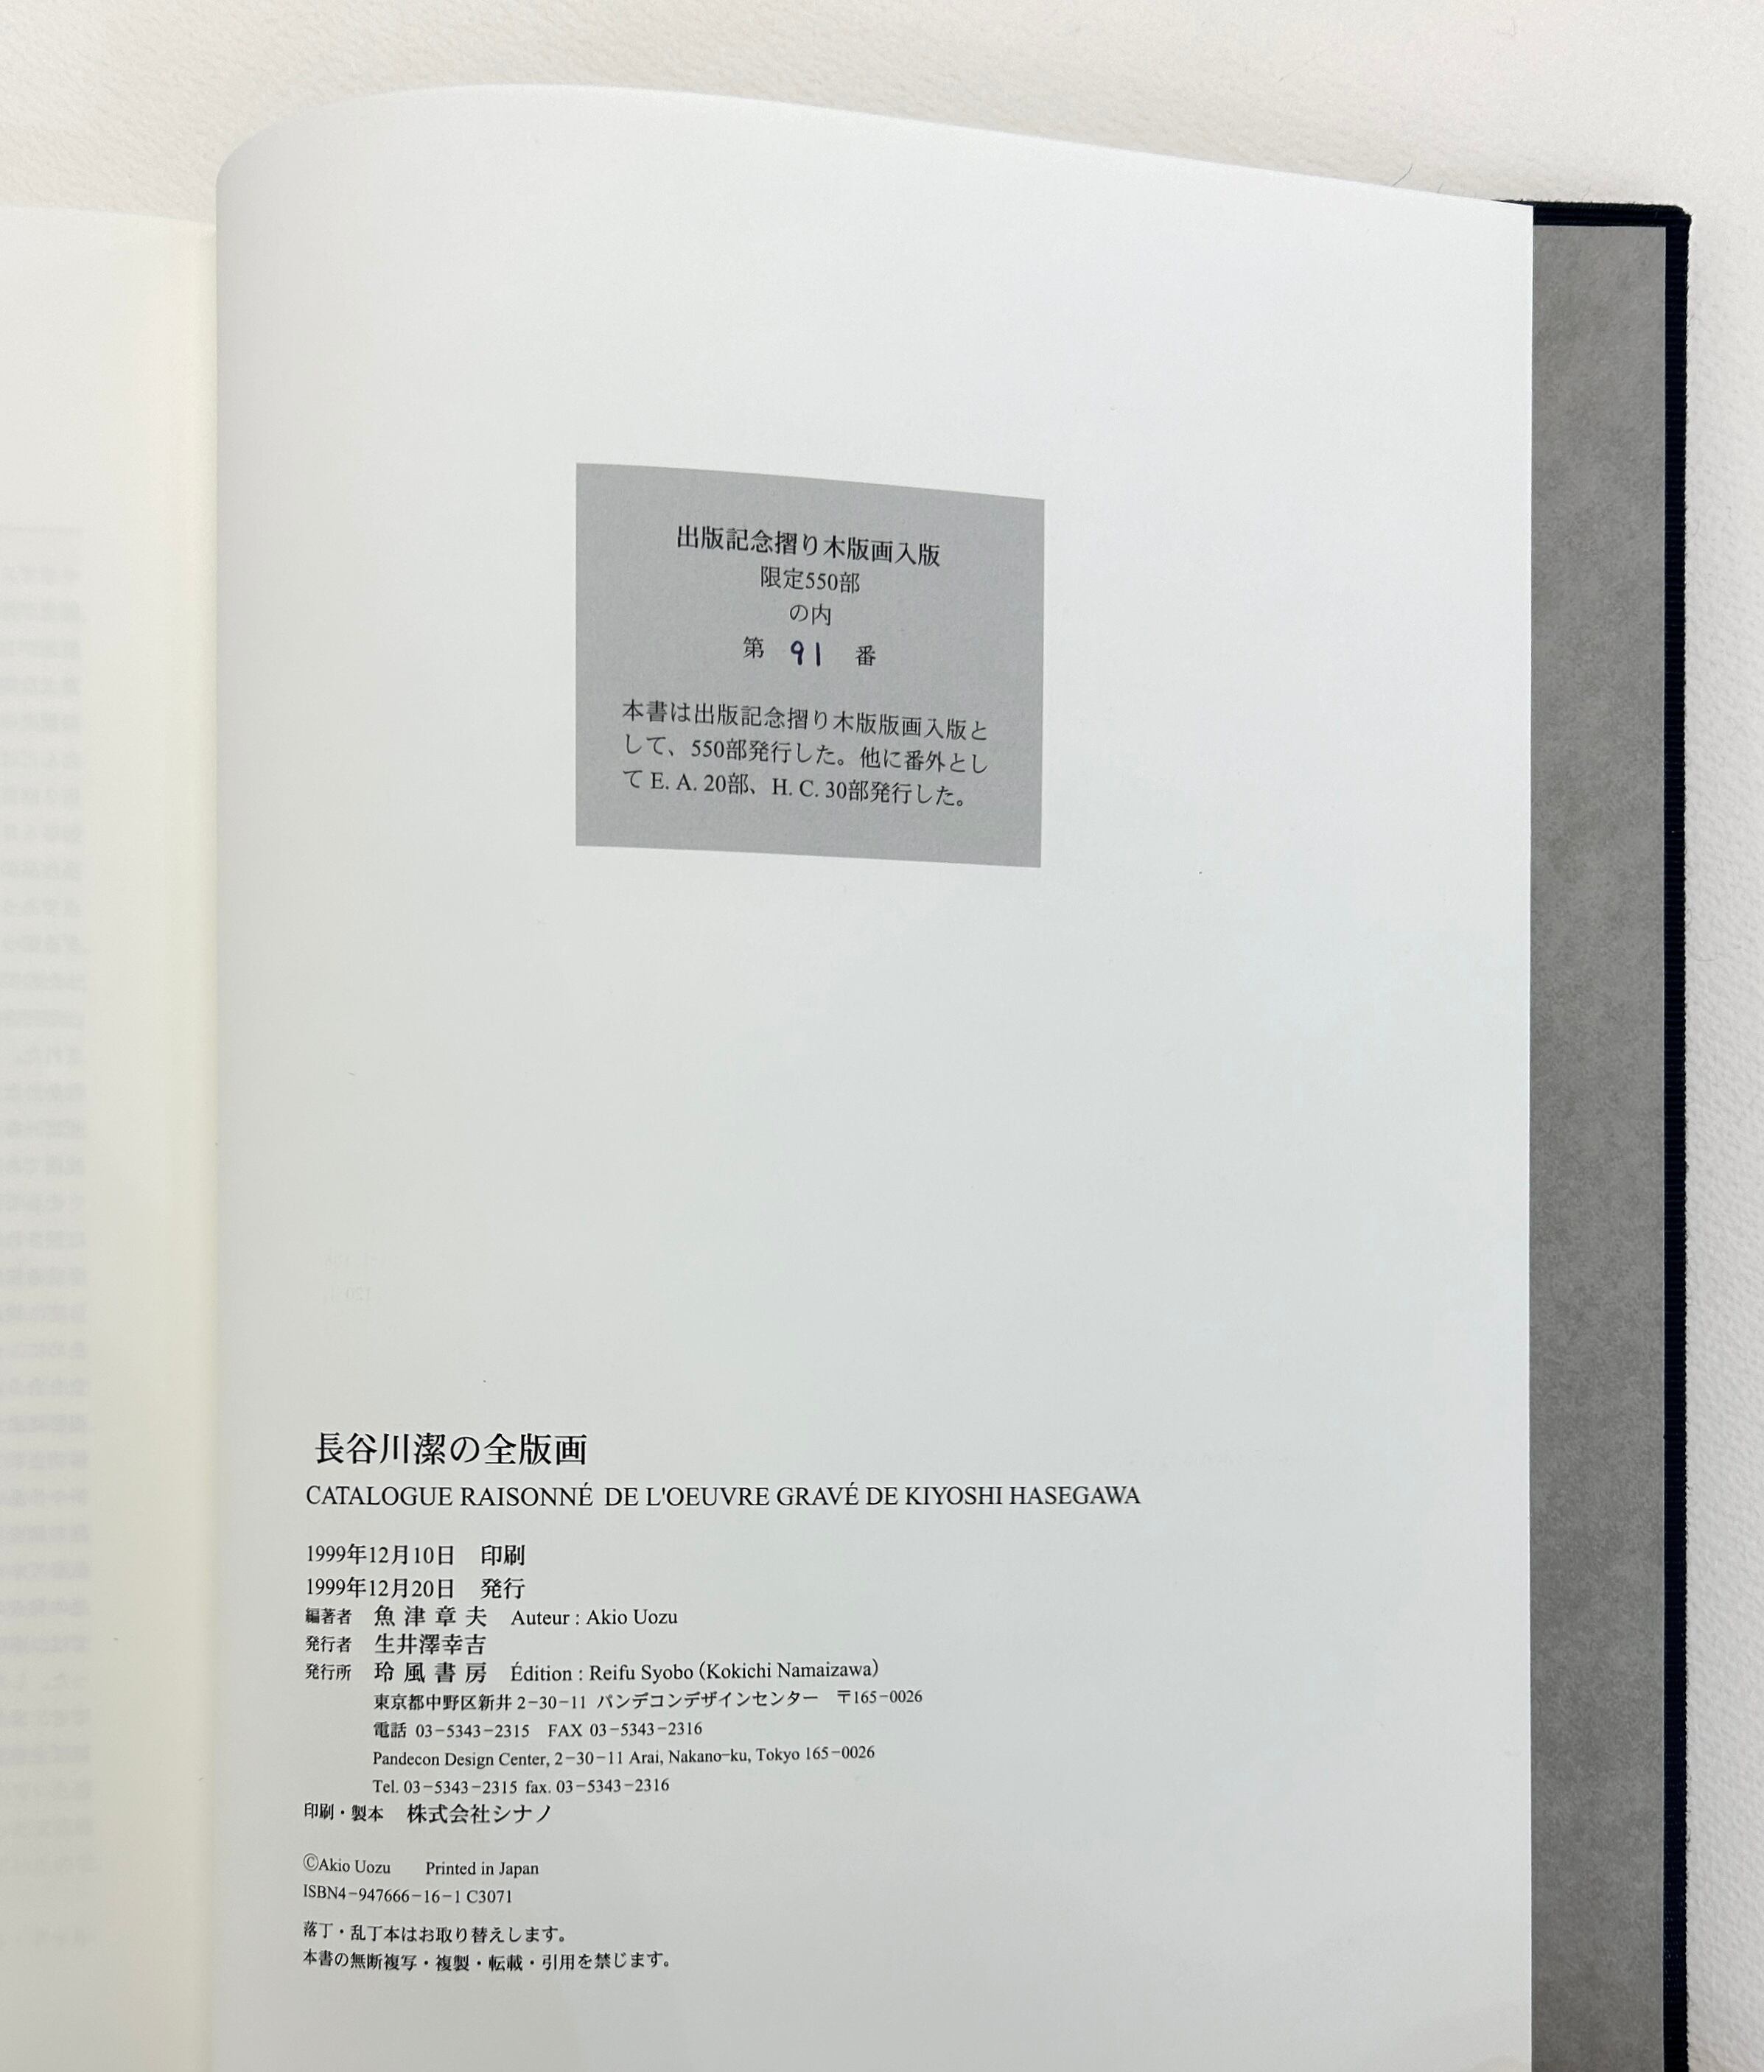 出版記念摺り木版画入版
限定550部
の内
第 91 番
本書は出版記念摺り木版版画入版と
して、550部発行した。他に番外とし
て E. A. 20部、H. C. 30部発行した。
長谷川潔の全版画
CATALOGUE RAISONNÉ DE L'OEUVRE GRAVÉ DE KIYOSHI HASEGAWA
1999年12月10日 印刷
1999年12月20日 発行
編著者 魚津章夫 Auteur : Akio Uozu
発行者 生井澤幸吉
発行所 玲風書房 Édition : Reifu Syobo (Kokichi Namaizawa)
東京都中野区新井 2-30-11 パンデコンデザインセンター 〒165-0026
電話 03-5343-2315 FAX 03-5343-2316
Pandecon Design Center, 2-30-11 Arai, Nakano-ku, Tokyo 165-0026
Tel. 03-5343-2315 fax. 03-5343-2316
印刷・製本 株式会社シナノ
©Akio Uozu Printed in Japan
ISBN4-947666-16-1 C3071
落丁・乱丁本はお取り替えします。
本書の無断複写・複製・転載・引用を禁じます。